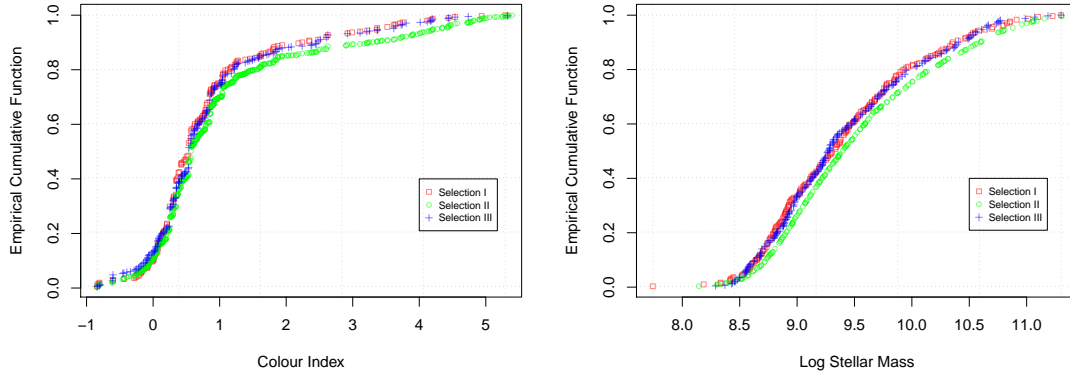 Empirical Cumulative Function
1.0
0.8
0.6
0.4
0.2
0.0
−1 0 1 2 3 4 5
Colour Index
Selection I
Selection II
Selection III
Empirical Cumulative Function
1.0
0.8
0.6
0.4
0.2
0.0
8.0 8.5 9.0 9.5 10.0 10.5 11.0
Log Stellar Mass
Selection I
Selection II
Selection III